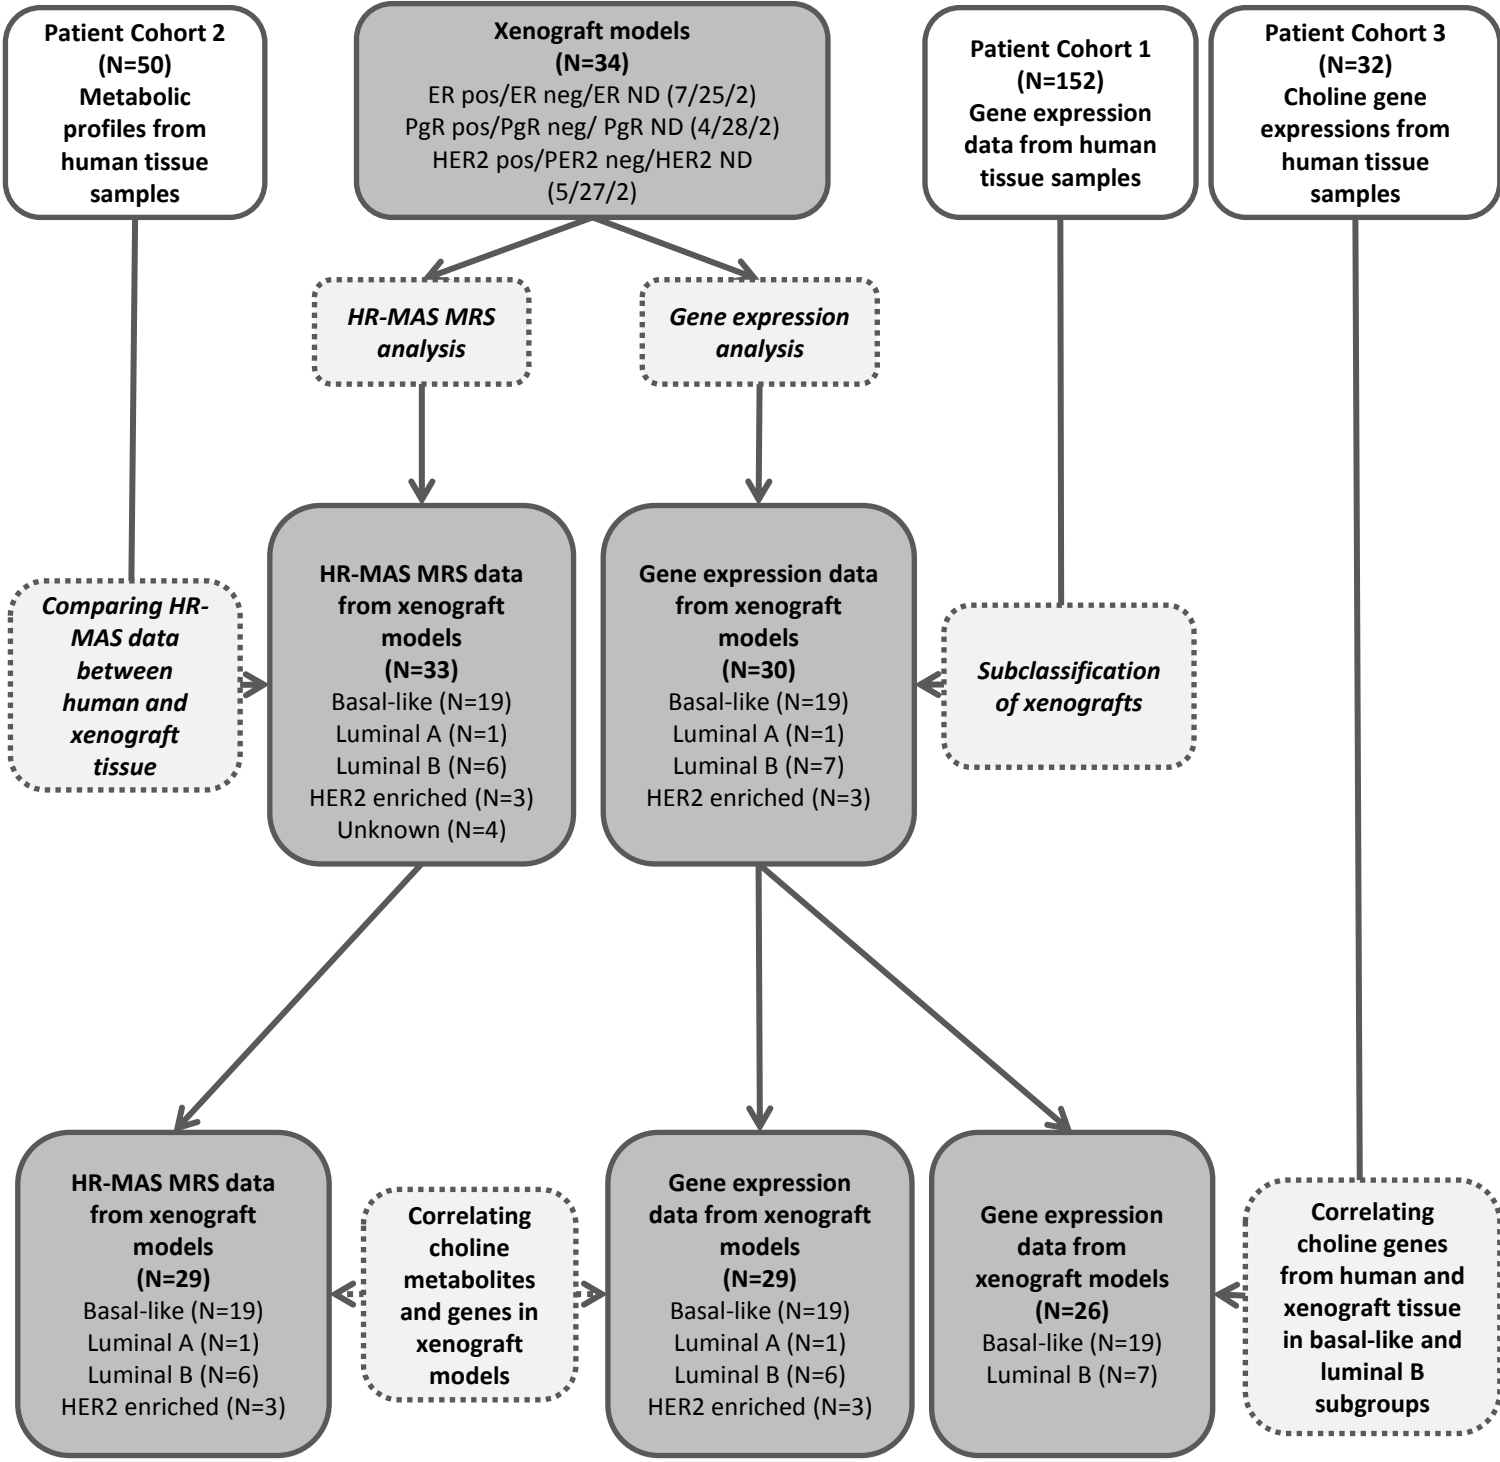 Patient Cohort 2
(N=50)
Metabolic
profiles from
human tissue
samples
Xenograft models
(N=34)
ER pos/ER neg/ER ND (7/25/2)
PgR pos/PgR neg/ PgR ND (4/28/2)
HER2 pos/PER2 neg/HER2 ND
(5/27/2)
Patient Cohort 1
(N=152)
Gene expression
data from human
tissue samples
Patient Cohort 3
(N=32)
Choline gene
expressions from
human tissue
samples
HR-MAS MRS
analysis
Gene expression
analysis
Comparing HR-
MAS data
between
human and
xenograft
tissue
HR-MAS MRS data
from xenograft
models
(N=33)
Basal-like (N=19)
Luminal A (N=1)
Luminal B (N=6)
HER2 enriched (N=3)
Unknown (N=4)
Gene expression data
from xenograft
models
(N=30)
Basal-like (N=19)
Luminal A (N=1)
Luminal B (N=7)
HER2 enriched (N=3)
Subclassification
of xenografts
HR-MAS MRS data
from xenograft
models
(N=29)
Basal-like (N=19)
Luminal A (N=1)
Luminal B (N=6)
HER2 enriched (N=3)
Correlating
choline
metabolites
and genes in
xenograft
models
Gene expression
data from xenograft
models
(N=29)
Basal-like (N=19)
Luminal A (N=1)
Luminal B (N=6)
HER2 enriched (N=3)
Gene expression
data from
xenograft models
(N=26)
Basal-like (N=19)
Luminal B (N=7)
Correlating
choline genes
from human and
xenograft tissue
in basal-like and
luminal B
subgroups